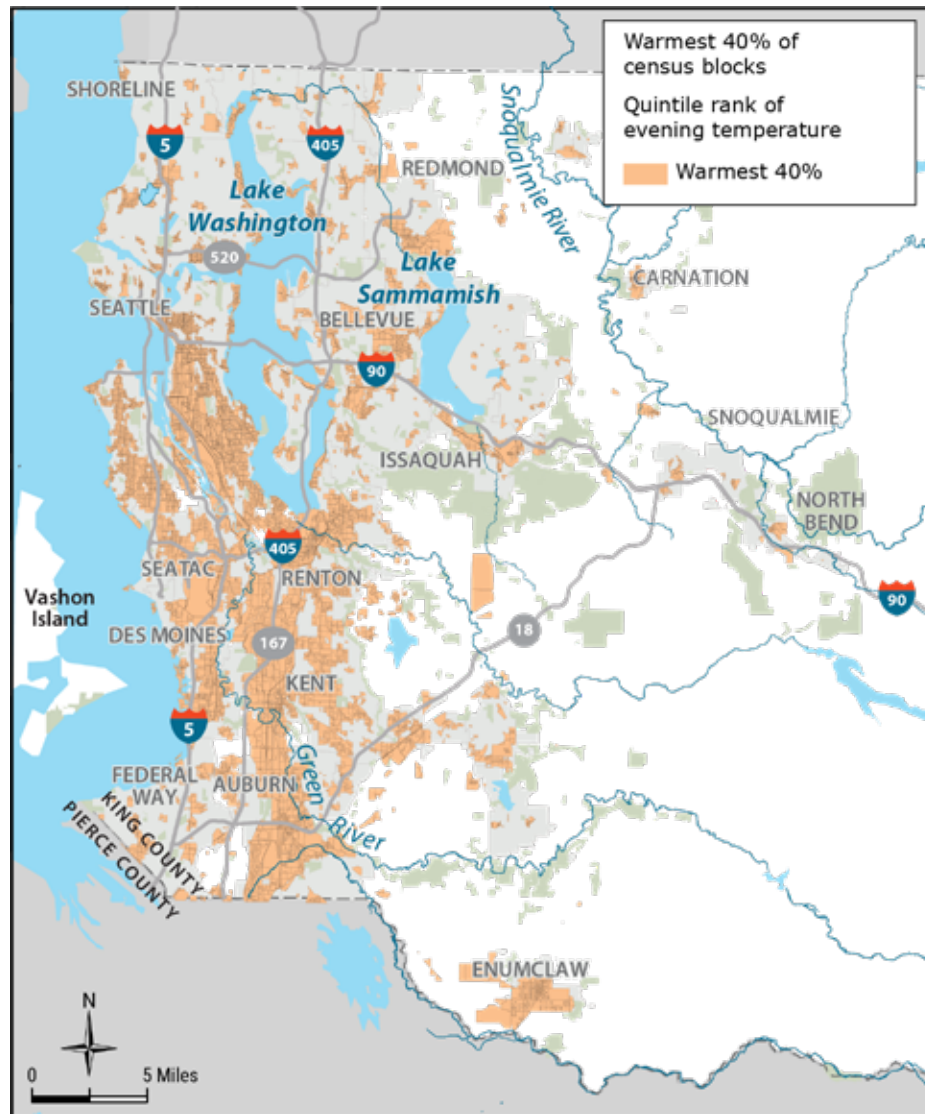 Warmest 40% of
census blocks
Quintile rank of
evening temperature
Warmest 40%
SHORELINE
5
405
REDMOND
Snoqualmie River
Lake
Washington
520
Lake
Sammamish
CARNATION
SEATTLE
BELLEVUE
90
SNOQUALMIE
ISSAQUAH
NORTH
BEND
405
SEATAC
RENTON
Vashon
Island
90
18
DES MOINES
167
KENT
5
Green
River
FEDERAL
WAY
AUBURN
KING COUNTY
PIERCE COUNTY
ENUMCLAW
N
0
5 Miles